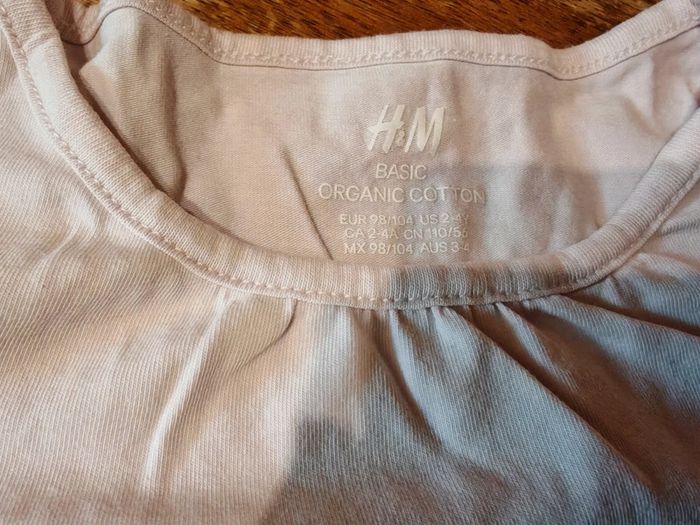 H&M
BASIC
ORGANIC COTTON
EUR 98/104 US 2-4Y
CA 2-4A CN 110/56
MX 98/104 AUS 3-4